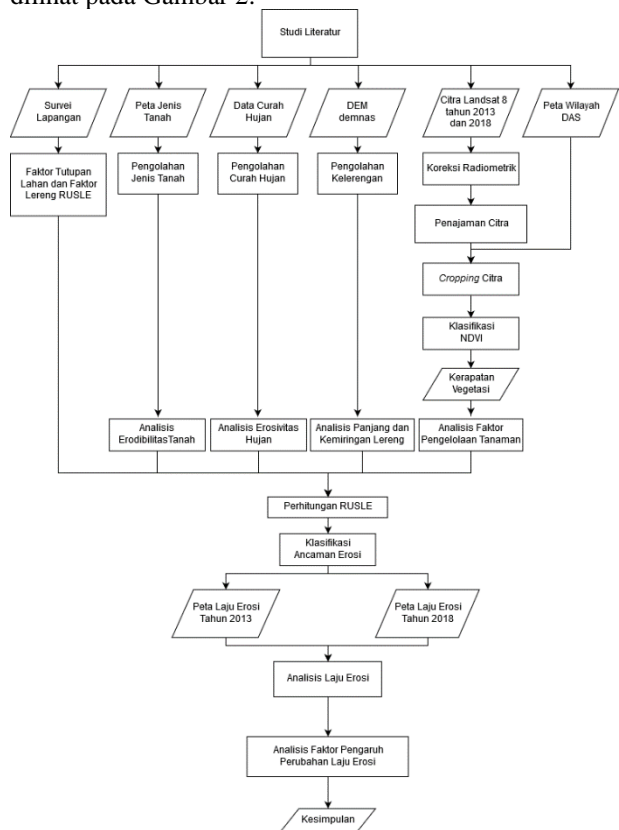 dilihat pada Gambar 2.
Studi Literatur
Survei
Lapangan
Peta Jenis
Tanah
Data Curah
Hujan
DEM
demnas
Citra Landsat 8
tahun 2013
dan 2018
Peta Wilayah
DAS
Faktor Tutupan
Lahan dan Faktor
Lereng RUSLE
Pengolahan
Jenis Tanah
Pengolahan
Curah Hujan
Pengolahan
Kelerengan
Koreksi Radiometrik
Penajaman Citra
Cropping Citra
Klasifikasi
NDVI
Kerapatan
Vegetasi
Analisis
ErodibilitasTanah
Analisis Erosivitas
Hujan
Analisis Panjang dan
Kemiringan Lereng
Analisis Faktor
Pengelolaan Tanaman
Perhitungan RUSLE
Klasifikasi
Ancaman Erosi
Peta Laju Erosi
Tahun 2013
Peta Laju Erosi
Tahun 2018
Analisis Laju Erosi
Analisis Faktor Pengaruh
Perubahan Laju Erosi
Kesimpulan